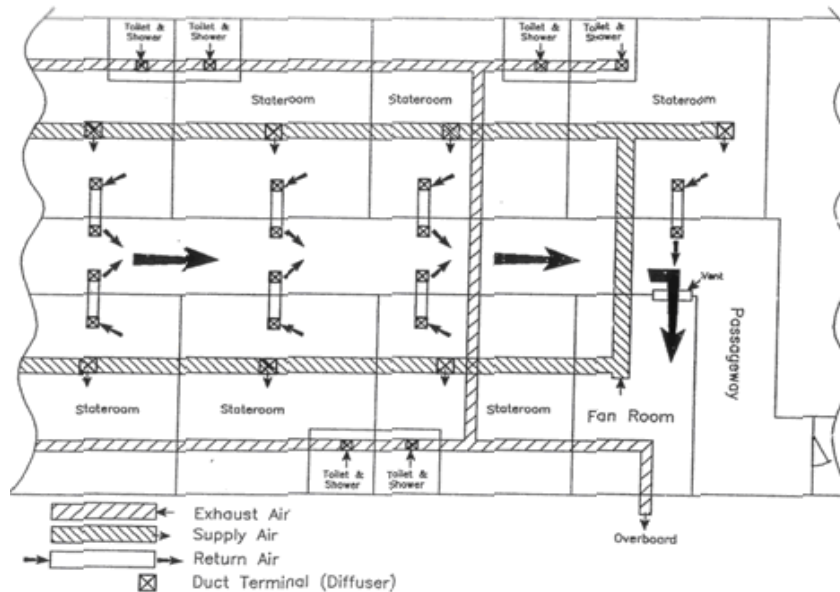 Toilet &
Shower
Toilet &
Shower
Toilet &
Shower
Toilet &
Shower
Stateroom
Stateroom
Stateroom
Vent
Passageway
Stateroom
Stateroom
Stateroom
Fan Room
Toilet &
Shower
Toilet &
Shower
Overboard
Exhaust Air
Supply Air
Return Air
Duct Terminal (Diffuser)